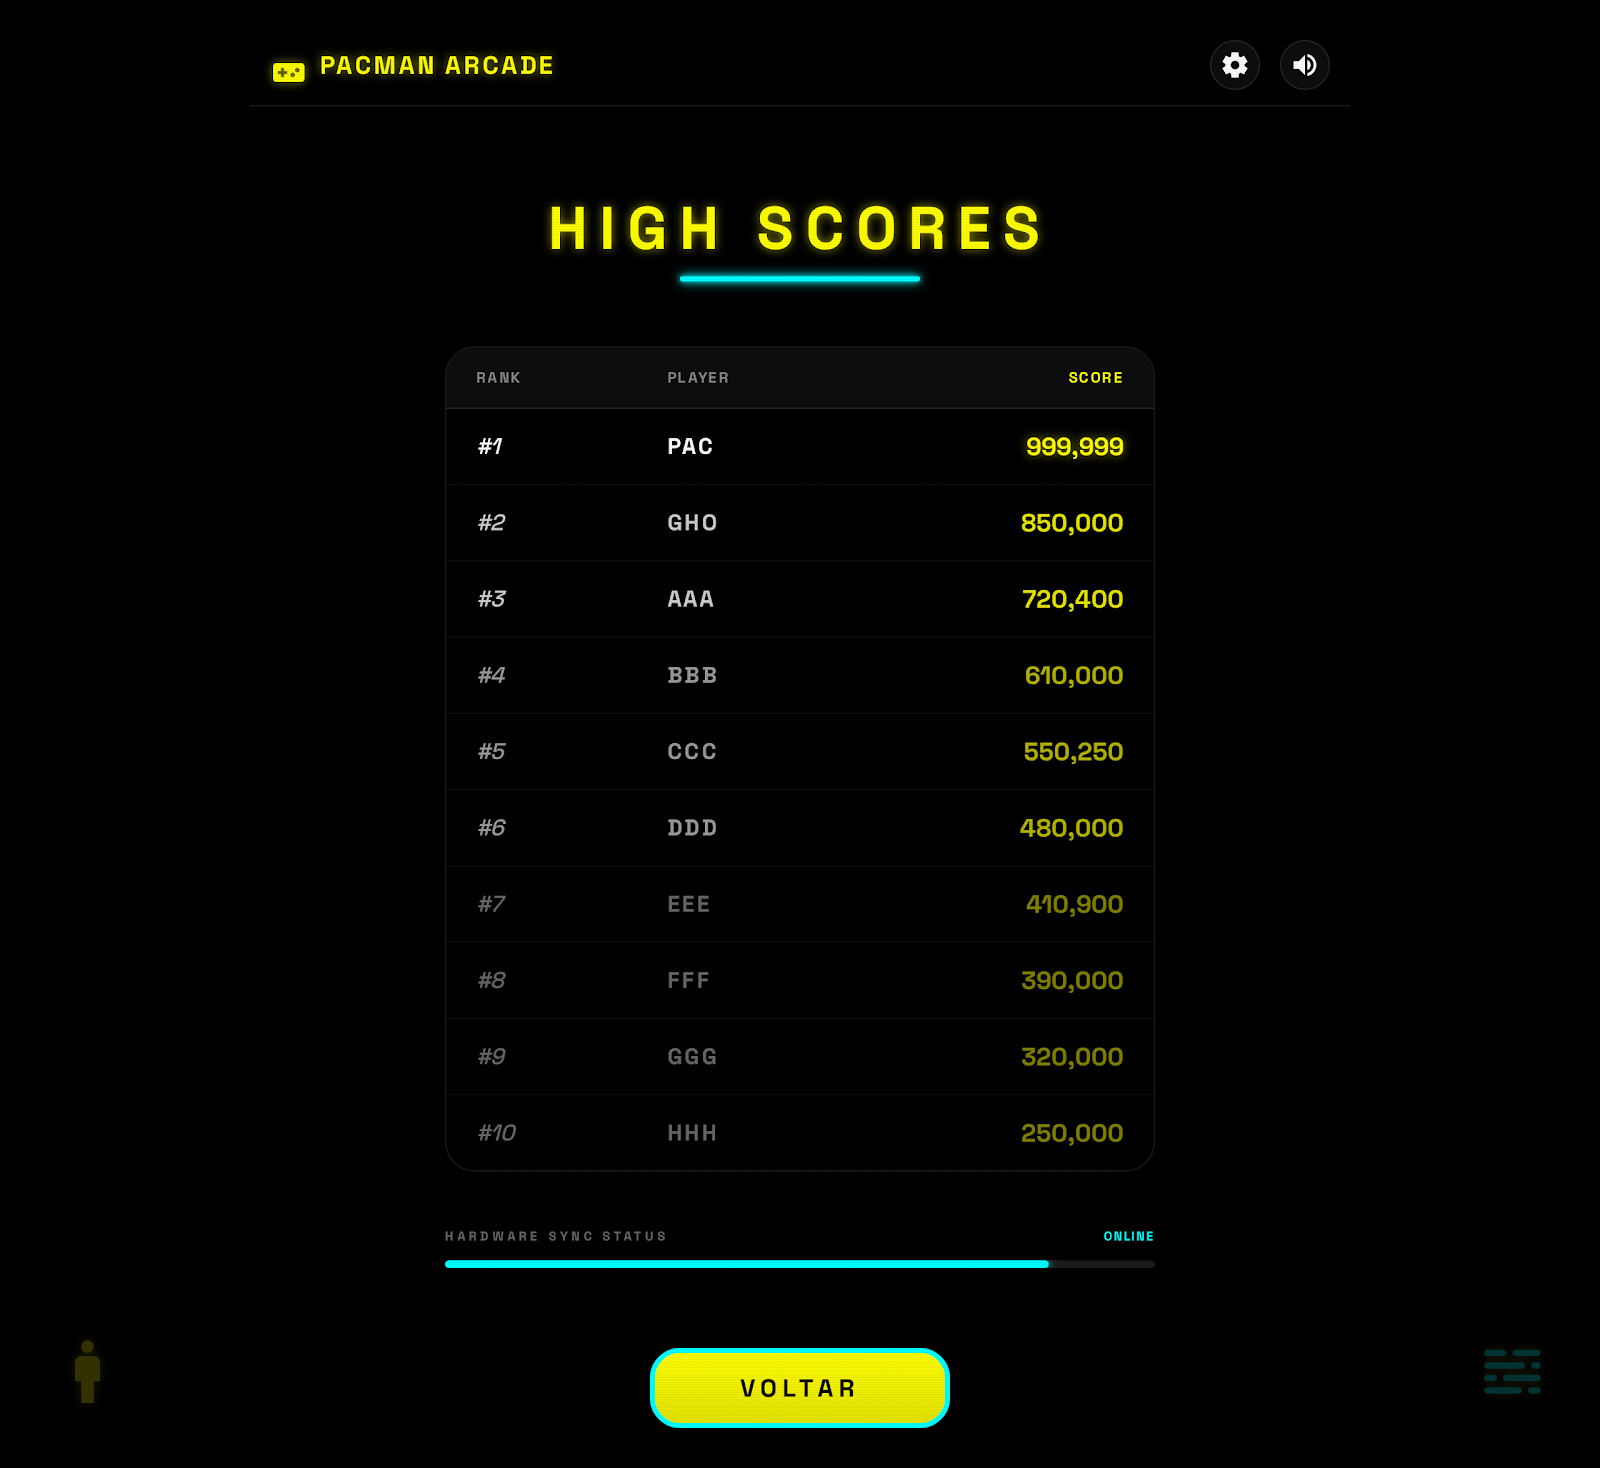 PACMAN ARCADE
HIGH SCORES
RANK PLAYER SCORE
#1 PAC 999,999
#2 GHO 850,000
#3 AAA 720,400
#4 BBB 610,000
#5 CCC 550,250
#6 DDD 480,000
#7 EEE 410,900
#8 FFF 390,000
#9 GGG 320,000
#10 HHH 250,000
HARDWARE SYNC STATUS ONLINE
VOLTAR